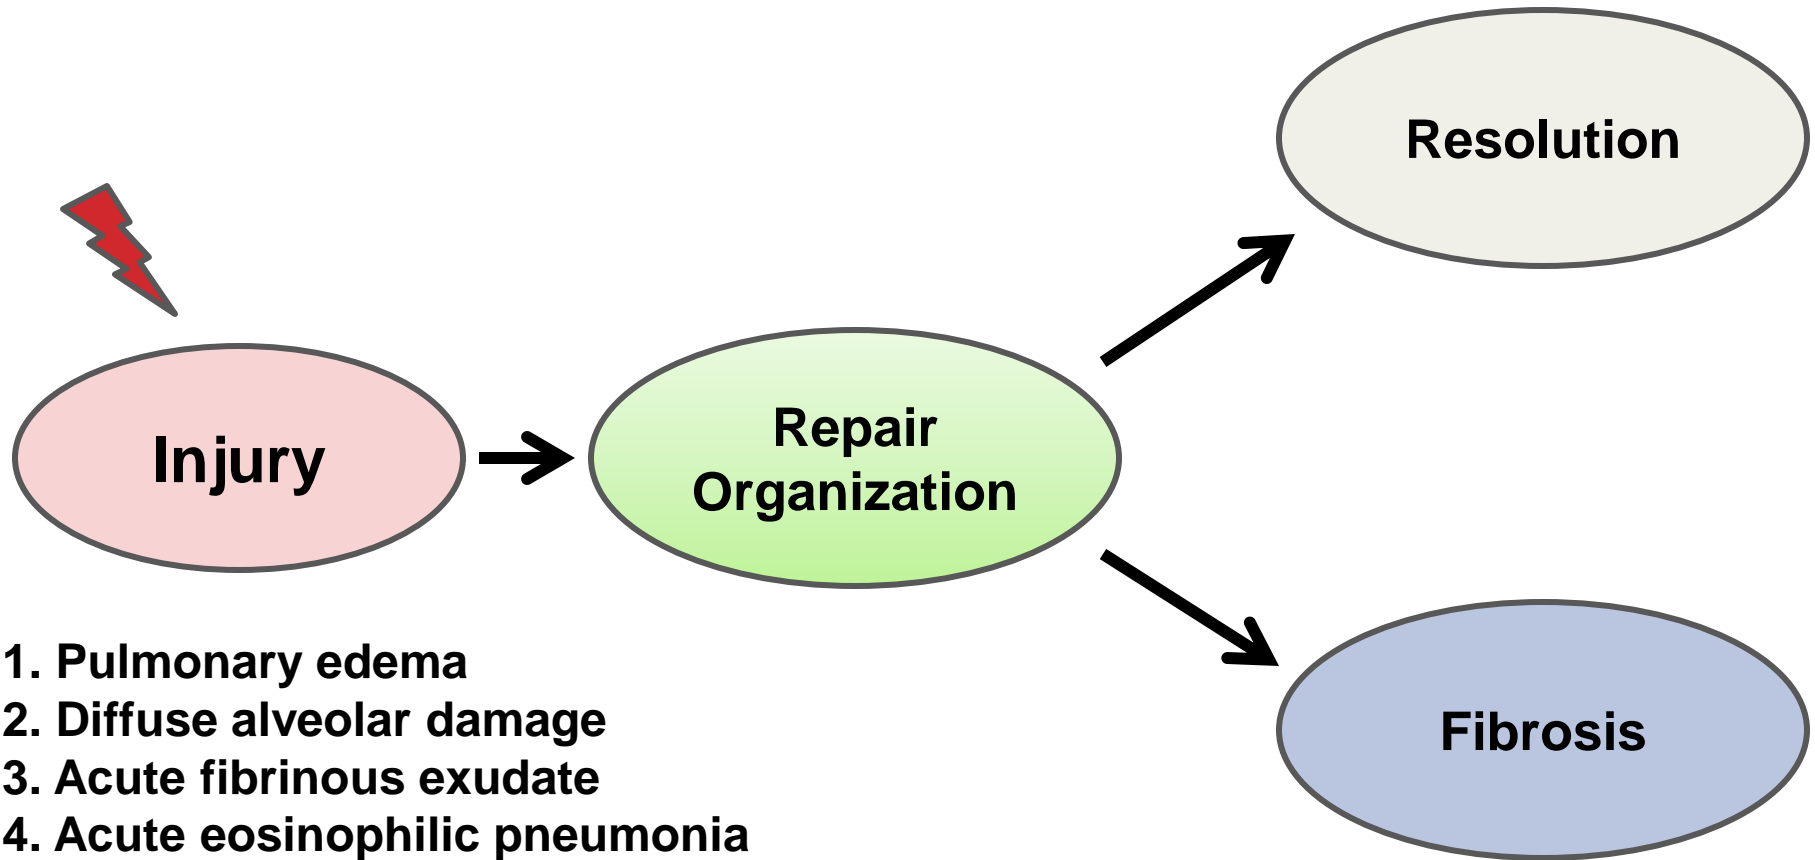 Resolution
Injury
Repair
Organization
Fibrosis
1. Pulmonary edema
2. Diffuse alveolar damage
3. Acute fibrinous exudate
4. Acute eosinophilic pneumonia